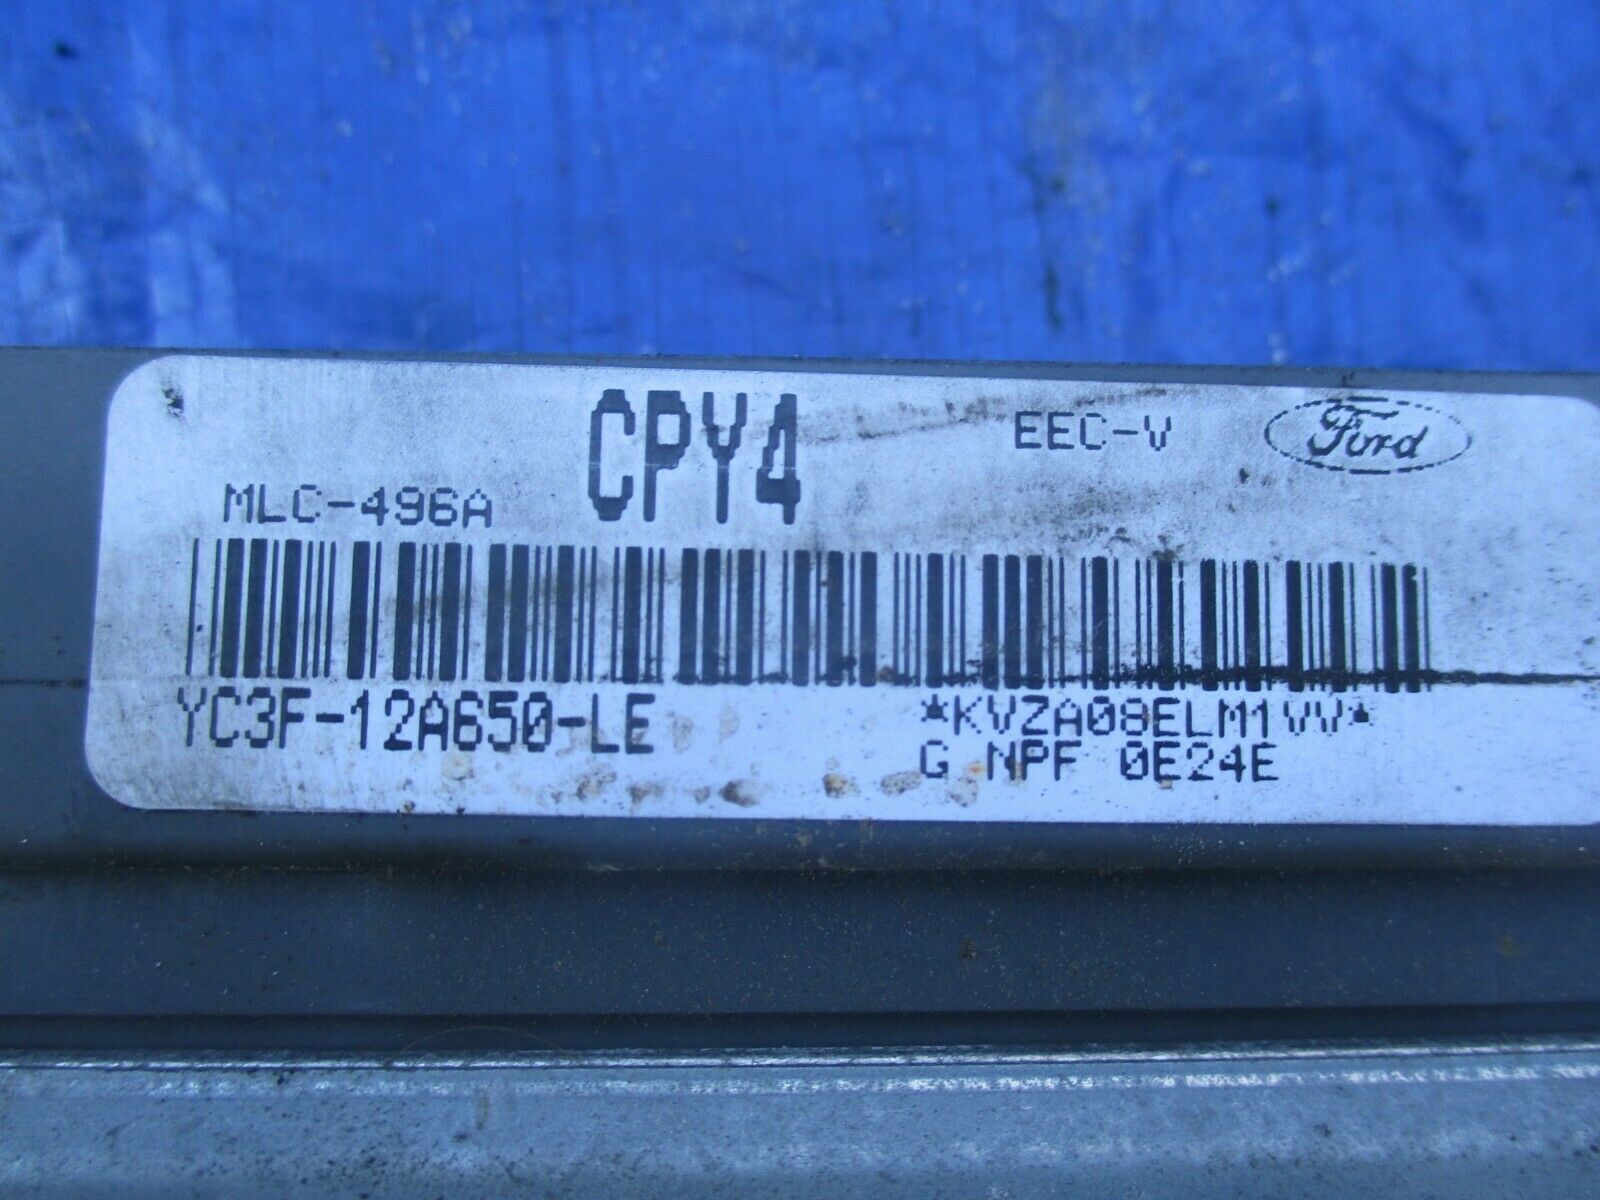 CPY4 EEC-V Ford
MLC-496A
YC3F-12A650-LE *KVZA08ELM1VV*
G NPF 0E24E